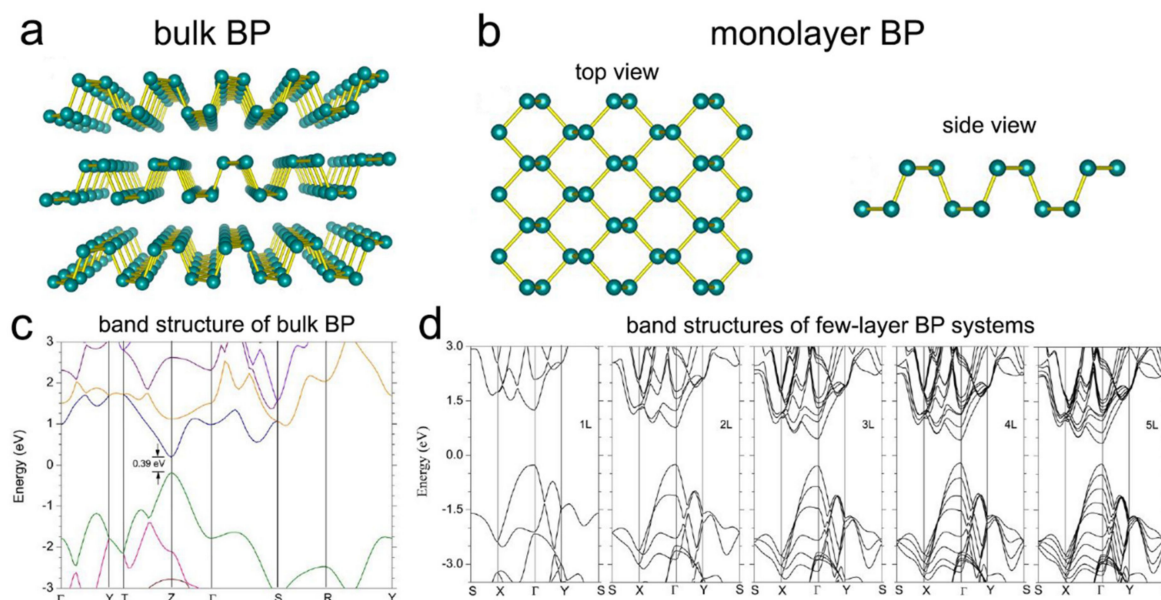 a bulk BP
b monolayer BP
top view
side view
c band structure of bulk BP
Energy (eV)
3
2
1
0
-1
-2
-3
0.39 eV
Γ Y T Z Γ S R Y
d band structures of few-layer BP systems
Energy (eV)
3.0
1.5
0.0
-1.5
-3.0
1L 2L 3L 4L 5L
S X Γ Y S X Γ Y S X Γ Y S X Γ Y S X Γ Y S